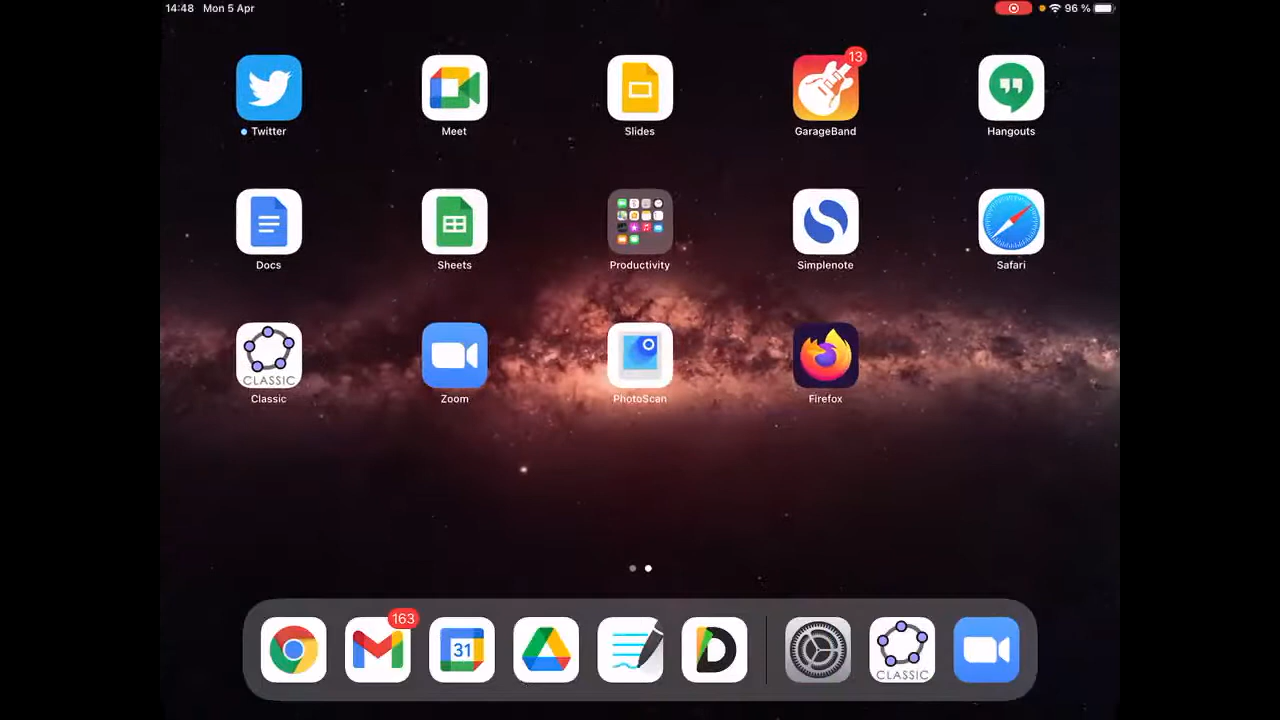 14:48 Mon 5 Apr
96 %
13
Twitter
Meet
Slides
GarageBand
Hangouts
Docs
Sheets
Productivity
Simplenote
Safari
CLASSIC
Classic
Zoom
PhotoScan
Firefox
163
31
CLASSIC